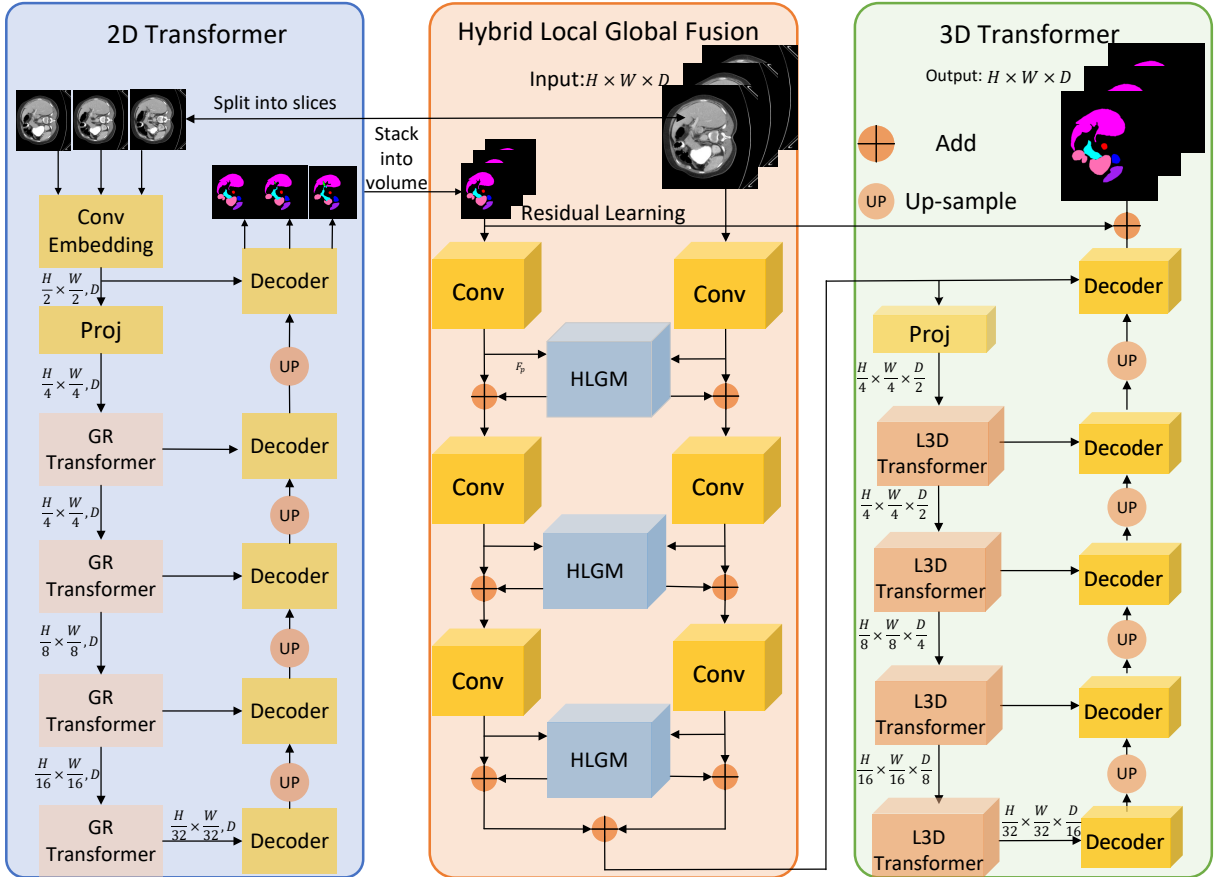 2D Transformer
Split into slices
Conv
Embedding
H/2 × W/2, D
Proj
H/4 × W/4, D
GR
Transformer
H/4 × W/4, D
GR
Transformer
H/8 × W/8, D
GR
Transformer
H/16 × W/16, D
GR
Transformer
H/32 × W/32, D
Decoder
UP
Decoder
UP
Decoder
UP
Decoder
UP
Decoder
Stack
into
volume
Hybrid Local Global Fusion
Input:H × W × D
Residual Learning
Conv
Conv
F_p
HLGM
Conv
Conv
HLGM
Conv
Conv
HLGM
3D Transformer
Output: H × W × D
Add
UP
Up-sample
Decoder
Proj
UP
H/4 × W/4 × D/2
L3D
Transformer
Decoder
H/4 × W/4 × D/2
UP
L3D
Transformer
Decoder
H/8 × W/8 × D/4
UP
L3D
Transformer
Decoder
H/16 × W/16 × D/8
UP
L3D
Transformer
H/32 × W/32 × D/16
Decoder